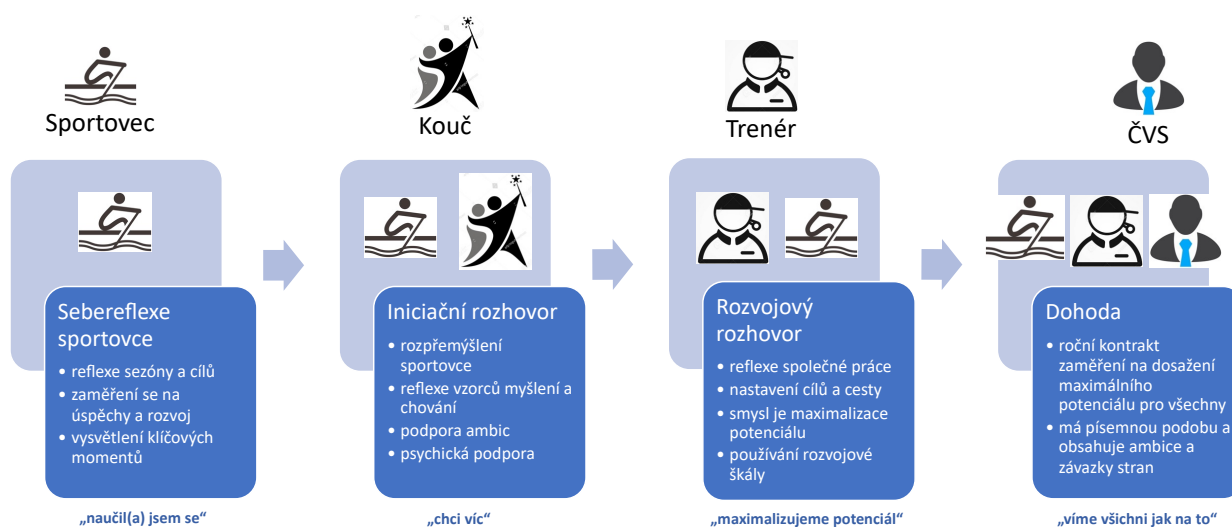 Sportovec
Kouč
Trenér
ČVS
Sebereflexe
sportovce
• reflexe sezóny a cílů
• zaměření se na
úspěchy a rozvoj
• vysvětlení klíčových
momentů
Iniciační rozhovor
• rozpřemýšlení
sportovce
• reflexe vzorců myšlení a
chování
• podpora ambic
• psychická podpora
Rozvojový
rozhovor
• reflexe společné práce
• nastavení cílů a cesty
• smysl je maximalizace
potenciálu
• používání rozvojové
škály
Dohoda
• roční kontrakt
zaměření na dosažení
maximálního
potenciálu pro všechny
• má písemnou podobu a
obsahuje ambice a
závazky stran
„naučil(a) jsem se“
„chci víc“
„maximalizujeme potenciál“
„víme všichni jak na to“